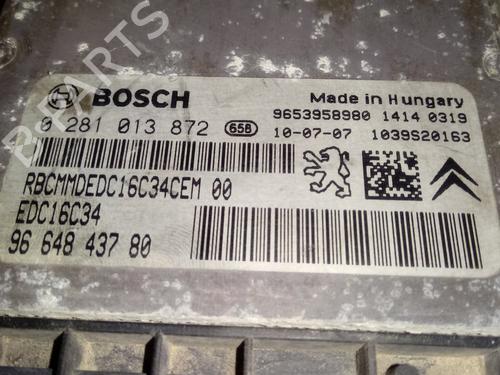 B-PARTS
BOSCH
Made in Hungary
0 281 013 872 658
9653958980 1414 0319
10-07-07 1039S20163
RBCMMDEDC16C34CEM 00
EDC16C34
96 648 437 80